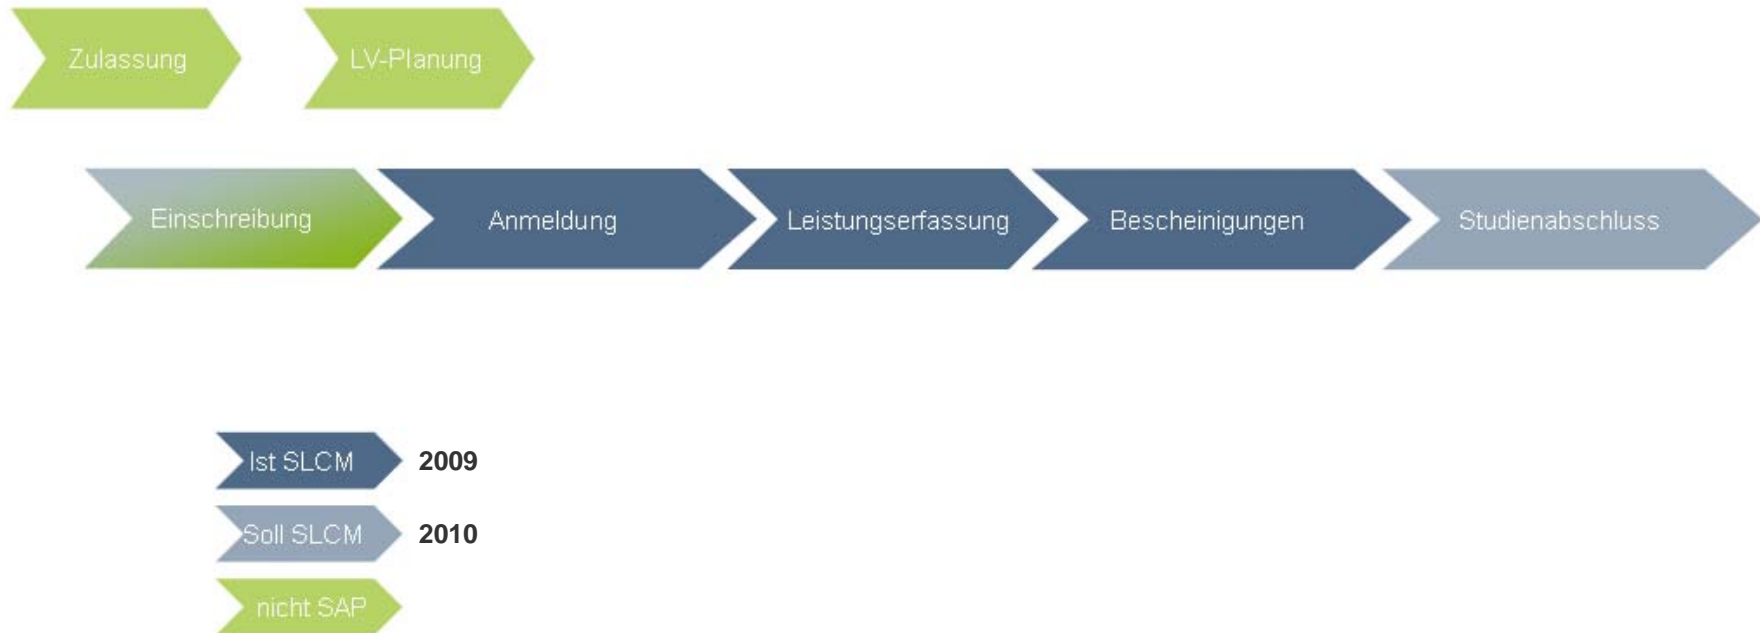 Zulassung
LV-Planung
Einschreibung
Anmeldung
Leistungserfassung
Bescheinigungen
Studienabschluss
Ist SLCM 2009
Soll SLCM 2010
nicht SAP